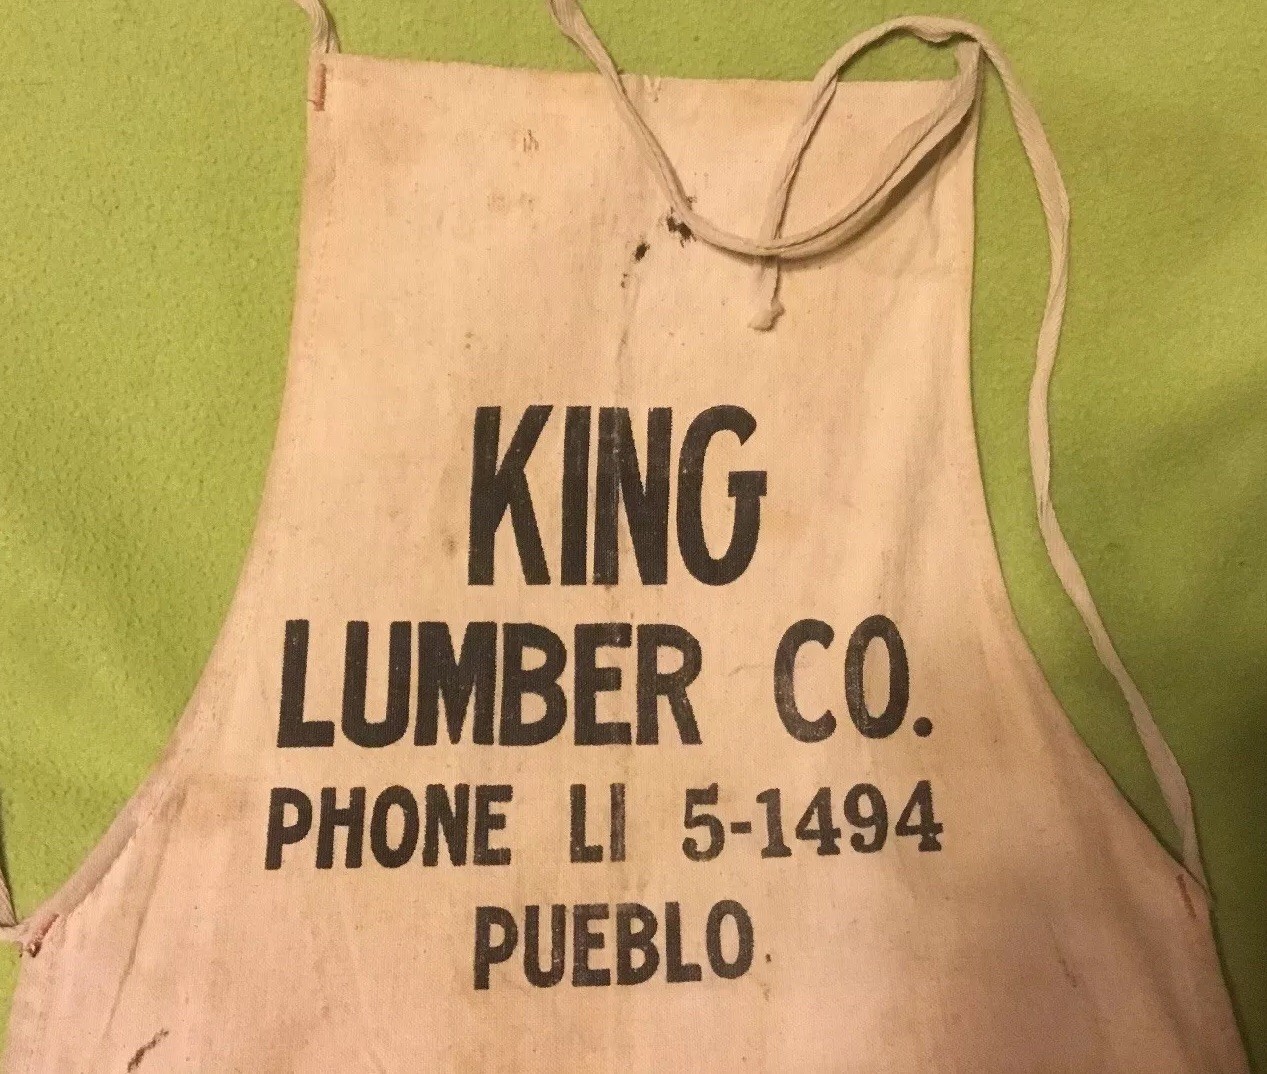 KING
LUMBER CO.
PHONE LI 5-1494
PUEBLO